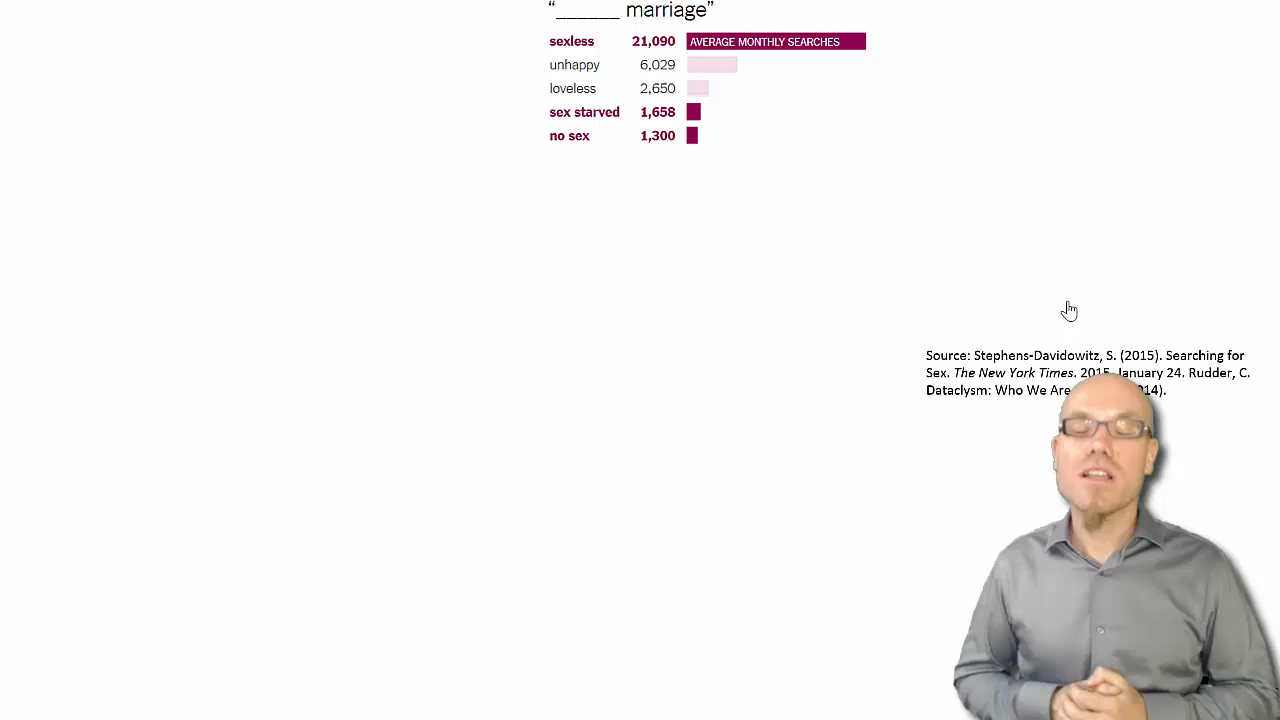 “______ marriage”
sexless 21,090 AVERAGE MONTHLY SEARCHES
unhappy 6,029
loveless 2,650
sex starved 1,658
no sex 1,300
Source: Stephens-Davidowitz, S. (2015). Searching for
Sex. The New York Times. 2015, January 24. Rudder, C.
Dataclysm: Who We Are 14).